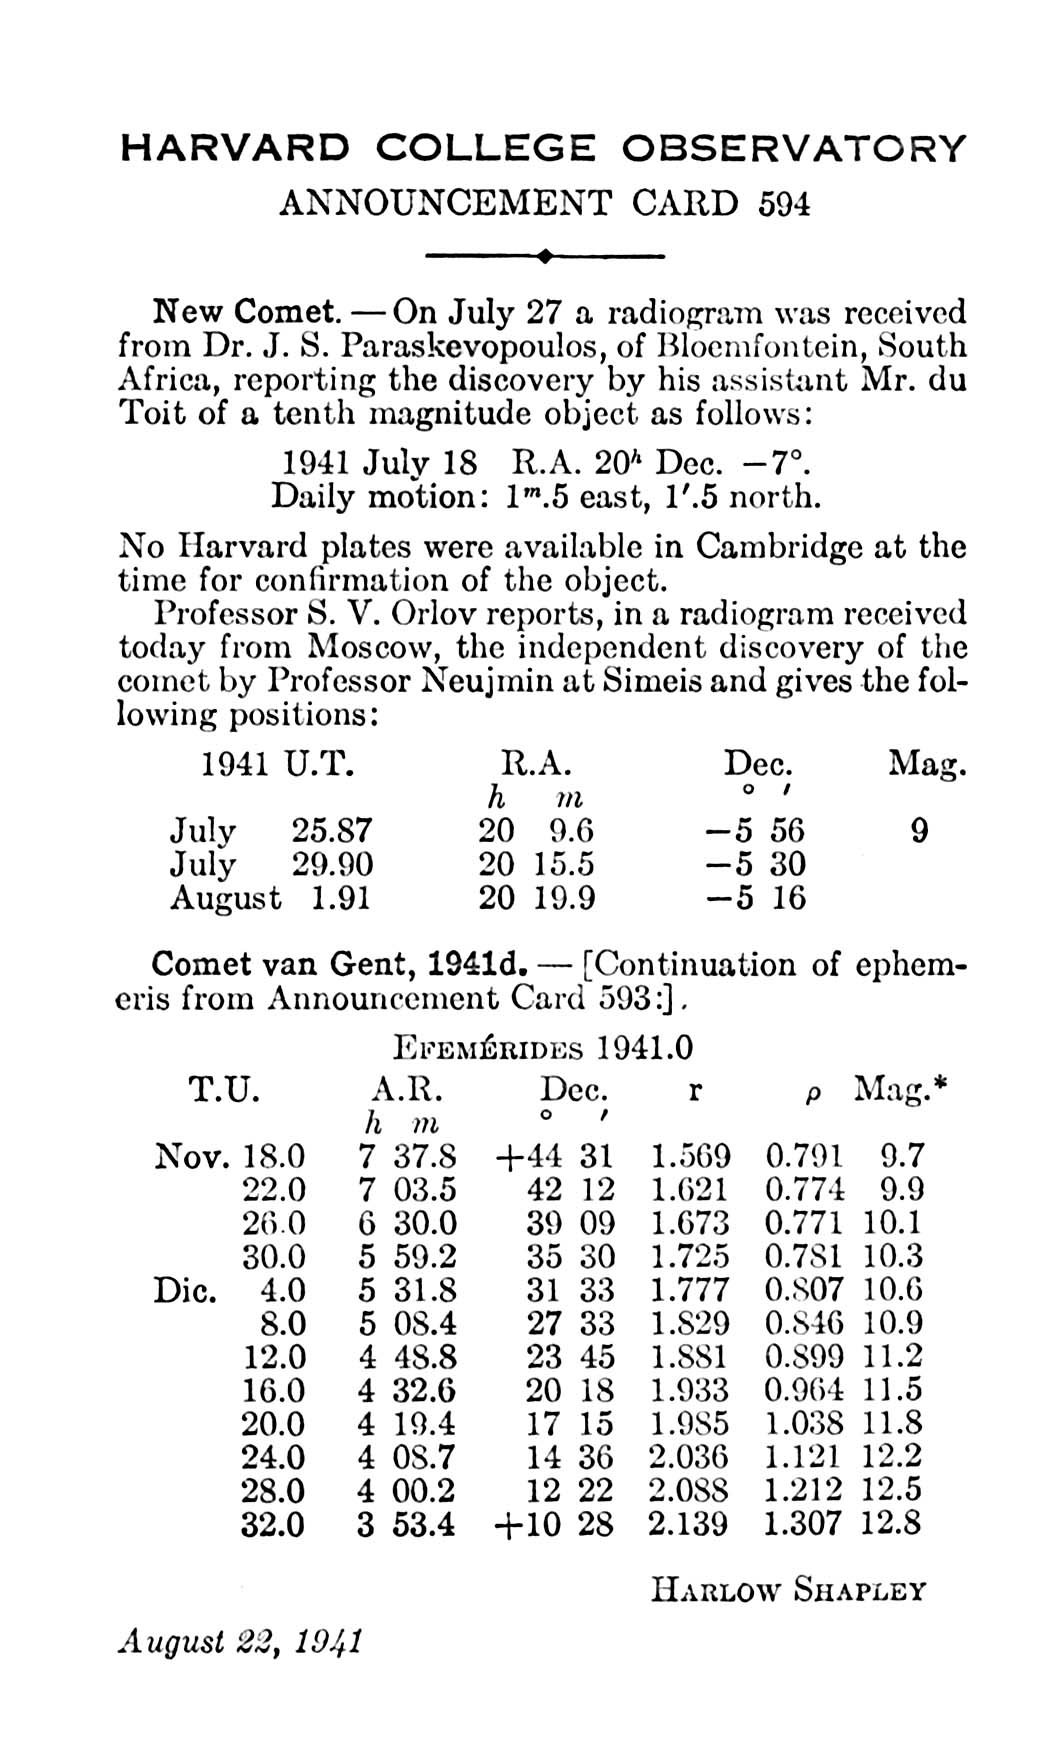 HARVARD COLLEGE OBSERVATORY
ANNOUNCEMENT CARD 594
New Comet. — On July 27 a radiogram was received
from Dr. J. S. Paraskevopoulos, of Bloemfontein, South
Africa, reporting the discovery by his assistant Mr. du
Toit of a tenth magnitude object as follows:
1941 July 18 R.A. 20ʰ Dec. −7°.
Daily motion: 1ᵐ.5 east, 1′.5 north.
No Harvard plates were available in Cambridge at the
time for confirmation of the object.
Professor S. V. Orlov reports, in a radiogram received
today from Moscow, the independent discovery of the
comet by Professor Neujmin at Simeis and gives the fol-
lowing positions:
1941 U.T. R.A. Dec. Mag.
h m ° ′
July 25.87 20 9.6 −5 56 9
July 29.90 20 15.5 −5 30
August 1.91 20 19.9 −5 16
Comet van Gent, 1941d. — [Continuation of ephem-
eris from Announcement Card 593:].
EFEMÉRIDES 1941.0
T.U. A.R. Dec. r ρ Mag.*
h m ° ′
Nov. 18.0 7 37.8 +44 31 1.569 0.791 9.7
22.0 7 03.5 42 12 1.621 0.774 9.9
26.0 6 30.0 39 09 1.673 0.771 10.1
30.0 5 59.2 35 30 1.725 0.781 10.3
Dic. 4.0 5 31.8 31 33 1.777 0.807 10.6
8.0 5 08.4 27 33 1.829 0.846 10.9
12.0 4 48.8 23 45 1.881 0.899 11.2
16.0 4 32.6 20 18 1.933 0.964 11.5
20.0 4 19.4 17 15 1.985 1.038 11.8
24.0 4 08.7 14 36 2.036 1.121 12.2
28.0 4 00.2 12 22 2.088 1.212 12.5
32.0 3 53.4 +10 28 2.139 1.307 12.8
HARLOW SHAPLEY
August 22, 1941